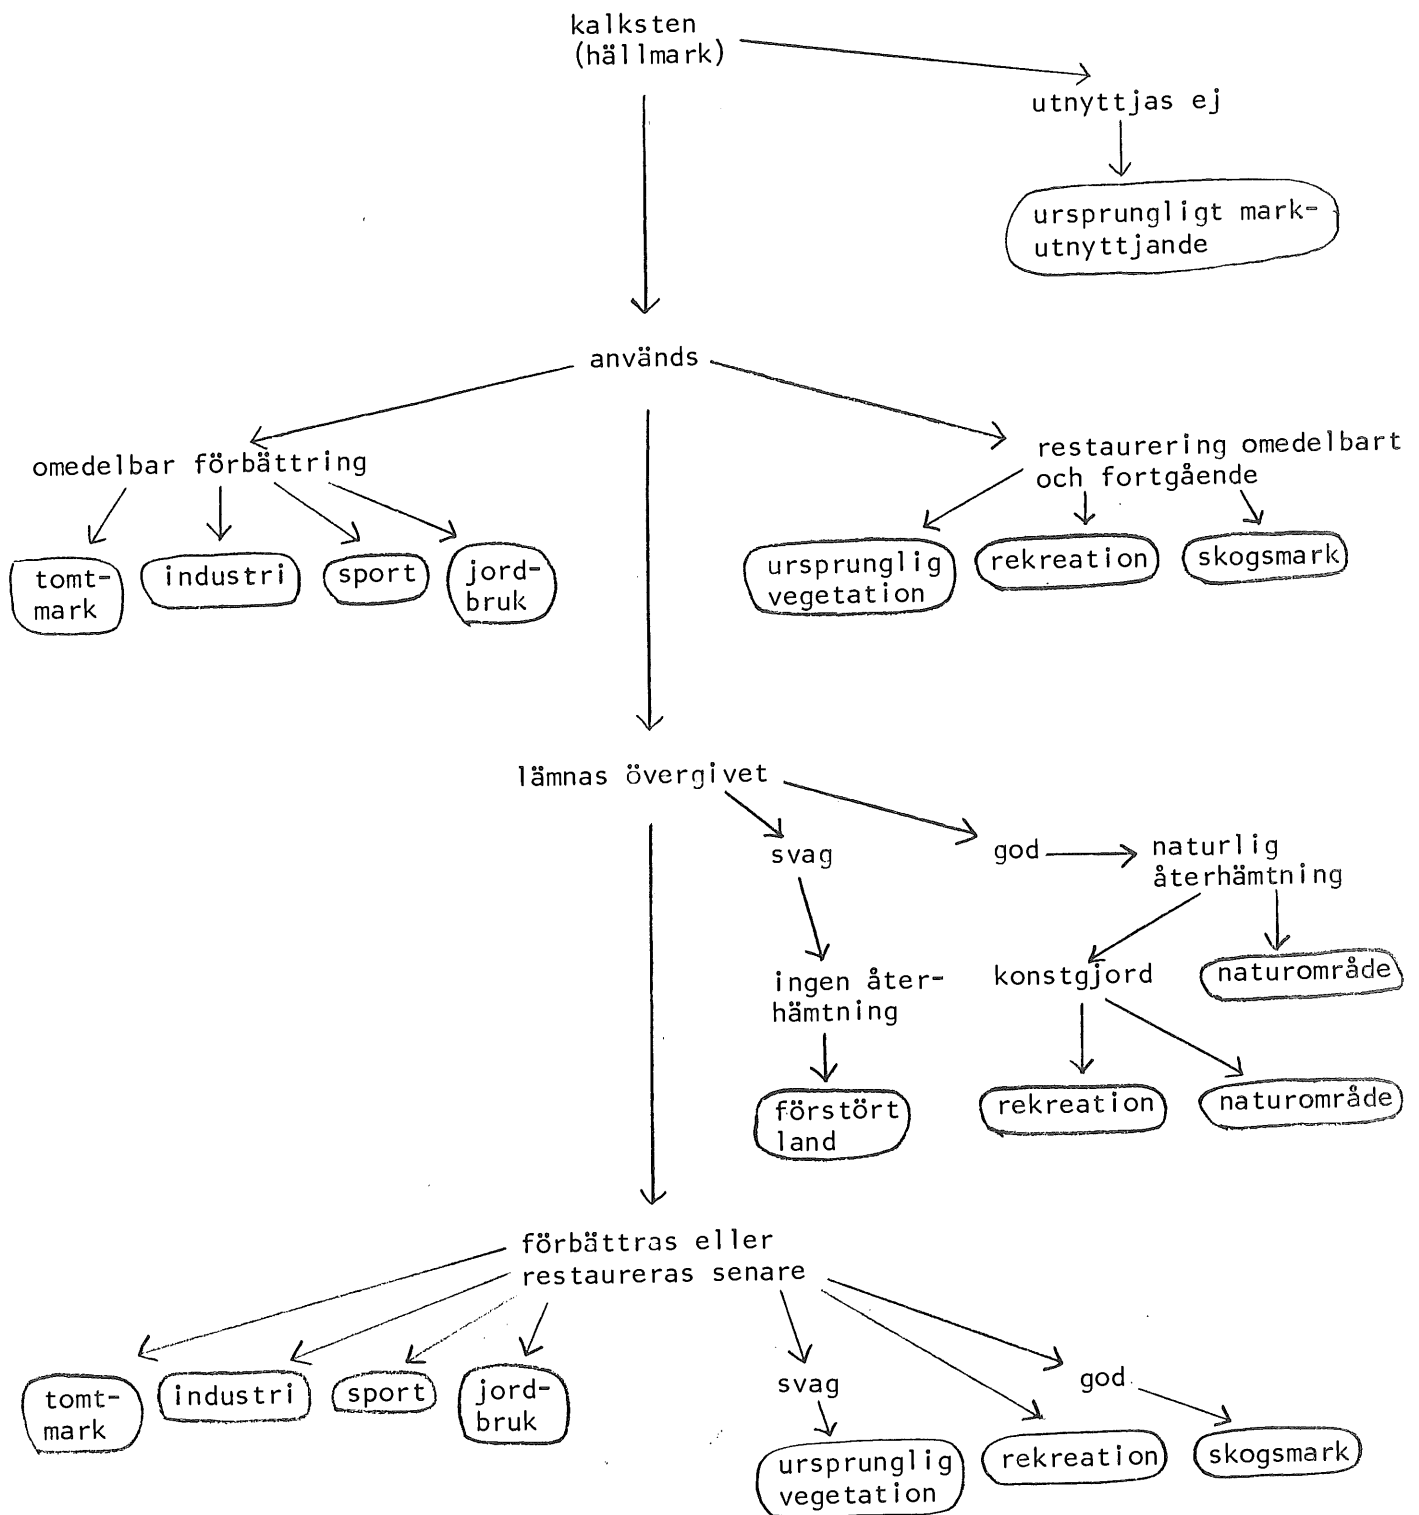 kalksten
(hällmark)
utnyttjas ej
ursprungligt mark-
utnyttjande
används
omedelbar förbättring
restaurering omedelbart
och fortgående
tomt-
mark
industri
sport
jord-
bruk
ursprunglig
vegetation
rekreation
skogsmark
lämnas övergivet
svag
god
naturlig
återhämtning
ingen åter-
hämtning
konstgjord
naturområde
förstört
land
rekreation
naturområde
förbättras eller
restaureras senare
tomt-
mark
industri
sport
jord-
bruk
svag
god
ursprunglig
vegetation
rekreation
skogsmark